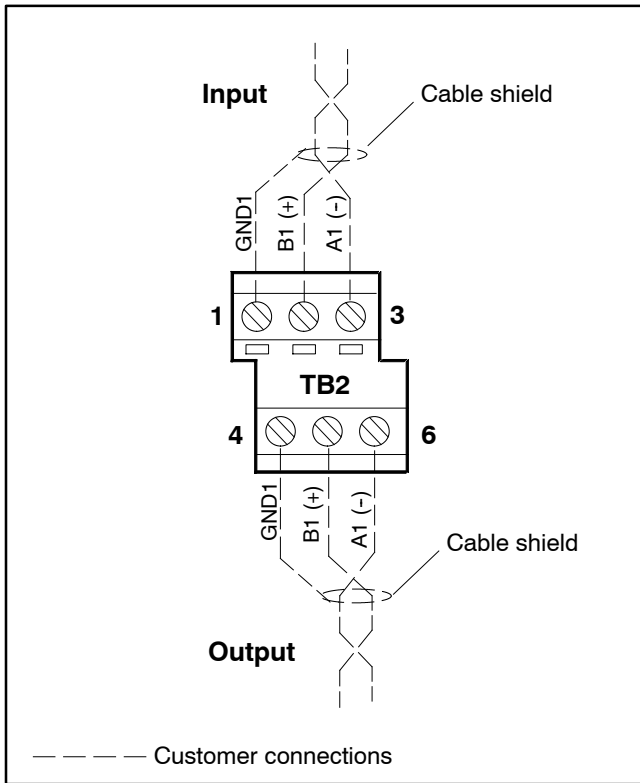 Input
Cable shield
GND1
B1 (+)
A1 (-)
1
3
TB2
4
6
GND1
B1 (+)
A1 (-)
Cable shield
Output
Customer connections